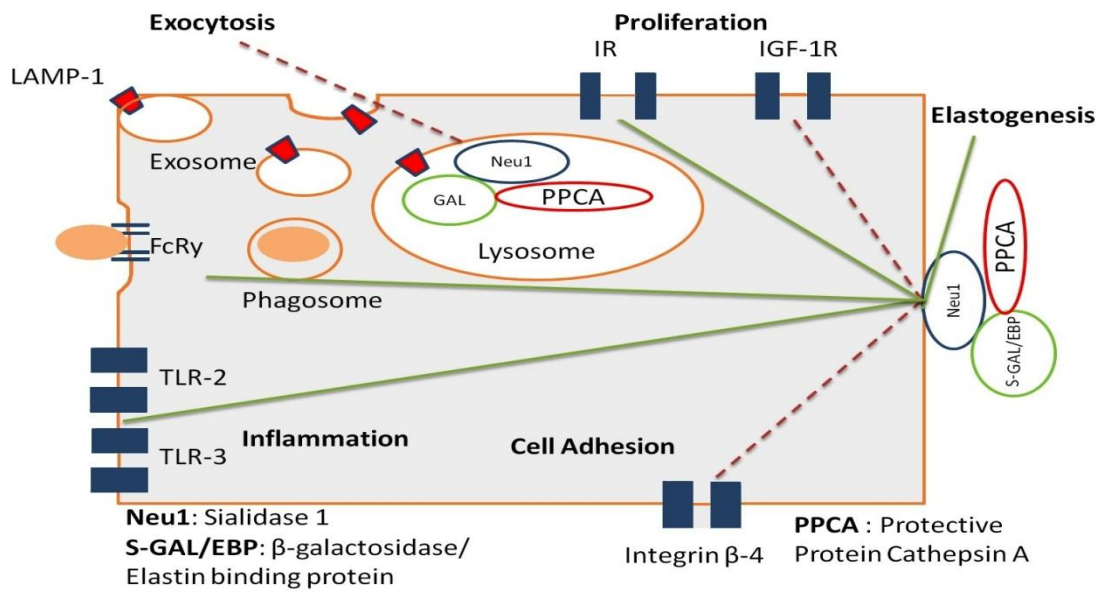 Exocytosis
Proliferation
LAMP-1
IR
IGF-1R
Elastogenesis
Exosome
Neu1
GAL
PPCA
Lysosome
FcRy
Phagosome
PPCA
Neu1
S-GAL/EBP
TLR-2
Inflammation
Cell Adhesion
TLR-3
Neu1: Sialidase 1
S-GAL/EBP: β-galactosidase/
Elastin binding protein
Integrin β-4
PPCA : Protective
Protein Cathepsin A